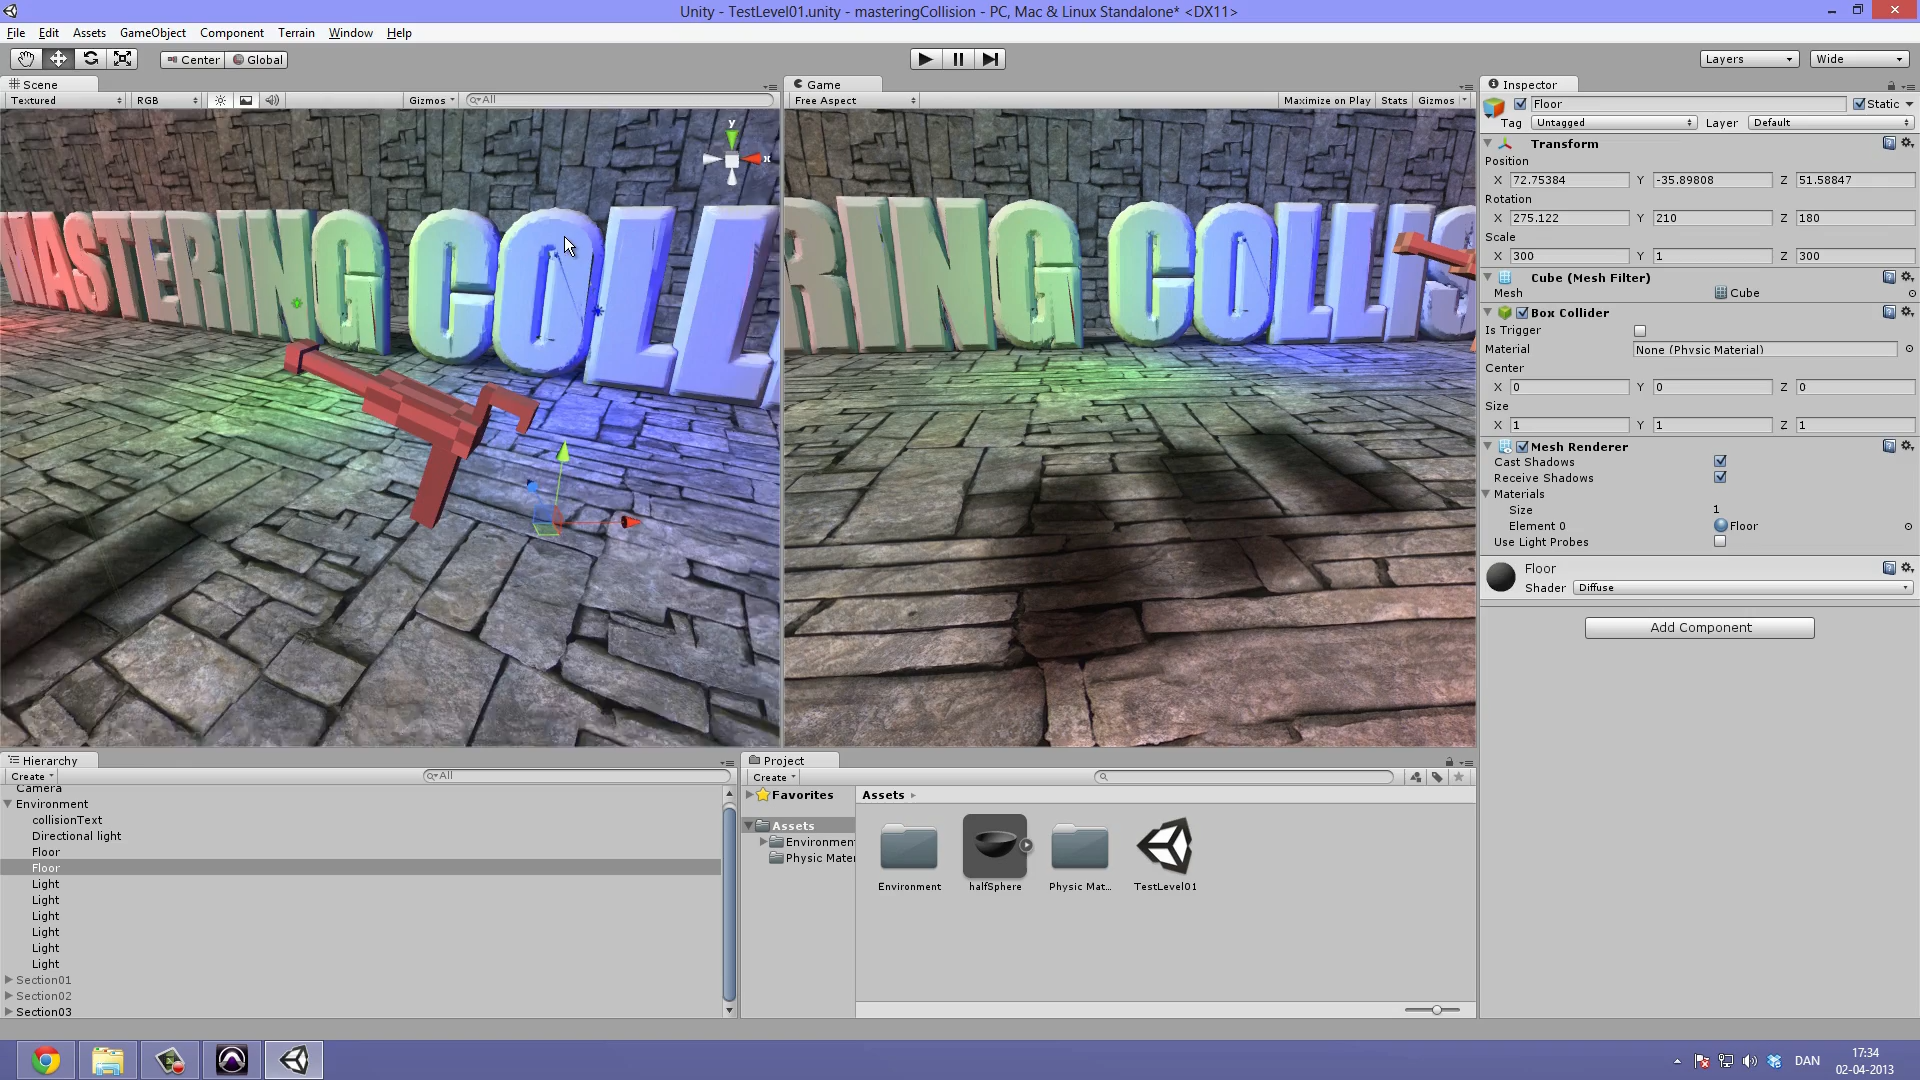 Unity - TestLevel01.unity - masteringCollision - PC, Mac & Linux Standalone* <DX11>
File Edit Assets GameObject Component Terrain Window Help
Center Global Layers Wide
Scene
Textured RGB Gizmos All
MASTERING COLL
y
x
Game
Free Aspect Maximize on Play Stats Gizmos
RING COLLIS
Inspector
Floor Static
Tag Untagged Layer Default
Transform
Position
X 72.75384 Y -35.89808 Z 51.58847
Rotation
X 275.122 Y 210 Z 180
Scale
X 300 Y 1 Z 300
Cube (Mesh Filter)
Mesh Cube
Box Collider
Is Trigger
Material None (Physic Material)
Center
X 0 Y 0 Z 0
Size
X 1 Y 1 Z 1
Mesh Renderer
Cast Shadows
Receive Shadows
Materials
Size 1
Element 0 Floor
Use Light Probes
Floor
Shader Diffuse
Add Component
Hierarchy
Create All
Camera
Environment
collisionText
Directional light
Floor
Floor
Light
Light
Light
Light
Light
Light
Section01
Section02
Section03
Project
Create
Favorites
Assets
Environmen
Physic Mater
Assets
Environment halfSphere Physic Mat... TestLevel01
DAN
17:34
02-04-2013